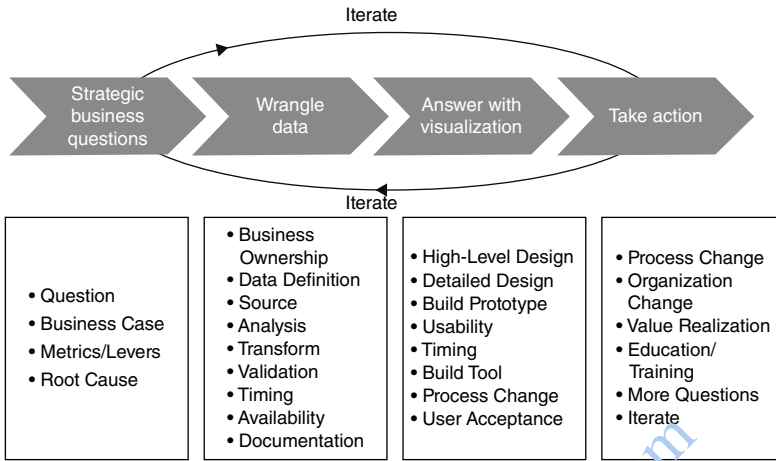 Iterate
Strategic
business
questions
Wrangle
data
Answer with
visualization
Take action
Iterate
• Question
• Business Case
• Metrics/Levers
• Root Cause
• Business
Ownership
• Data Definition
• Source
• Analysis
• Transform
• Validation
• Timing
• Availability
• Documentation
• High-Level Design
• Detailed Design
• Build Prototype
• Usability
• Timing
• Build Tool
• Process Change
• User Acceptance
• Process Change
• Organization
Change
• Value Realization
• Education/
Training
• More Questions
• Iterate